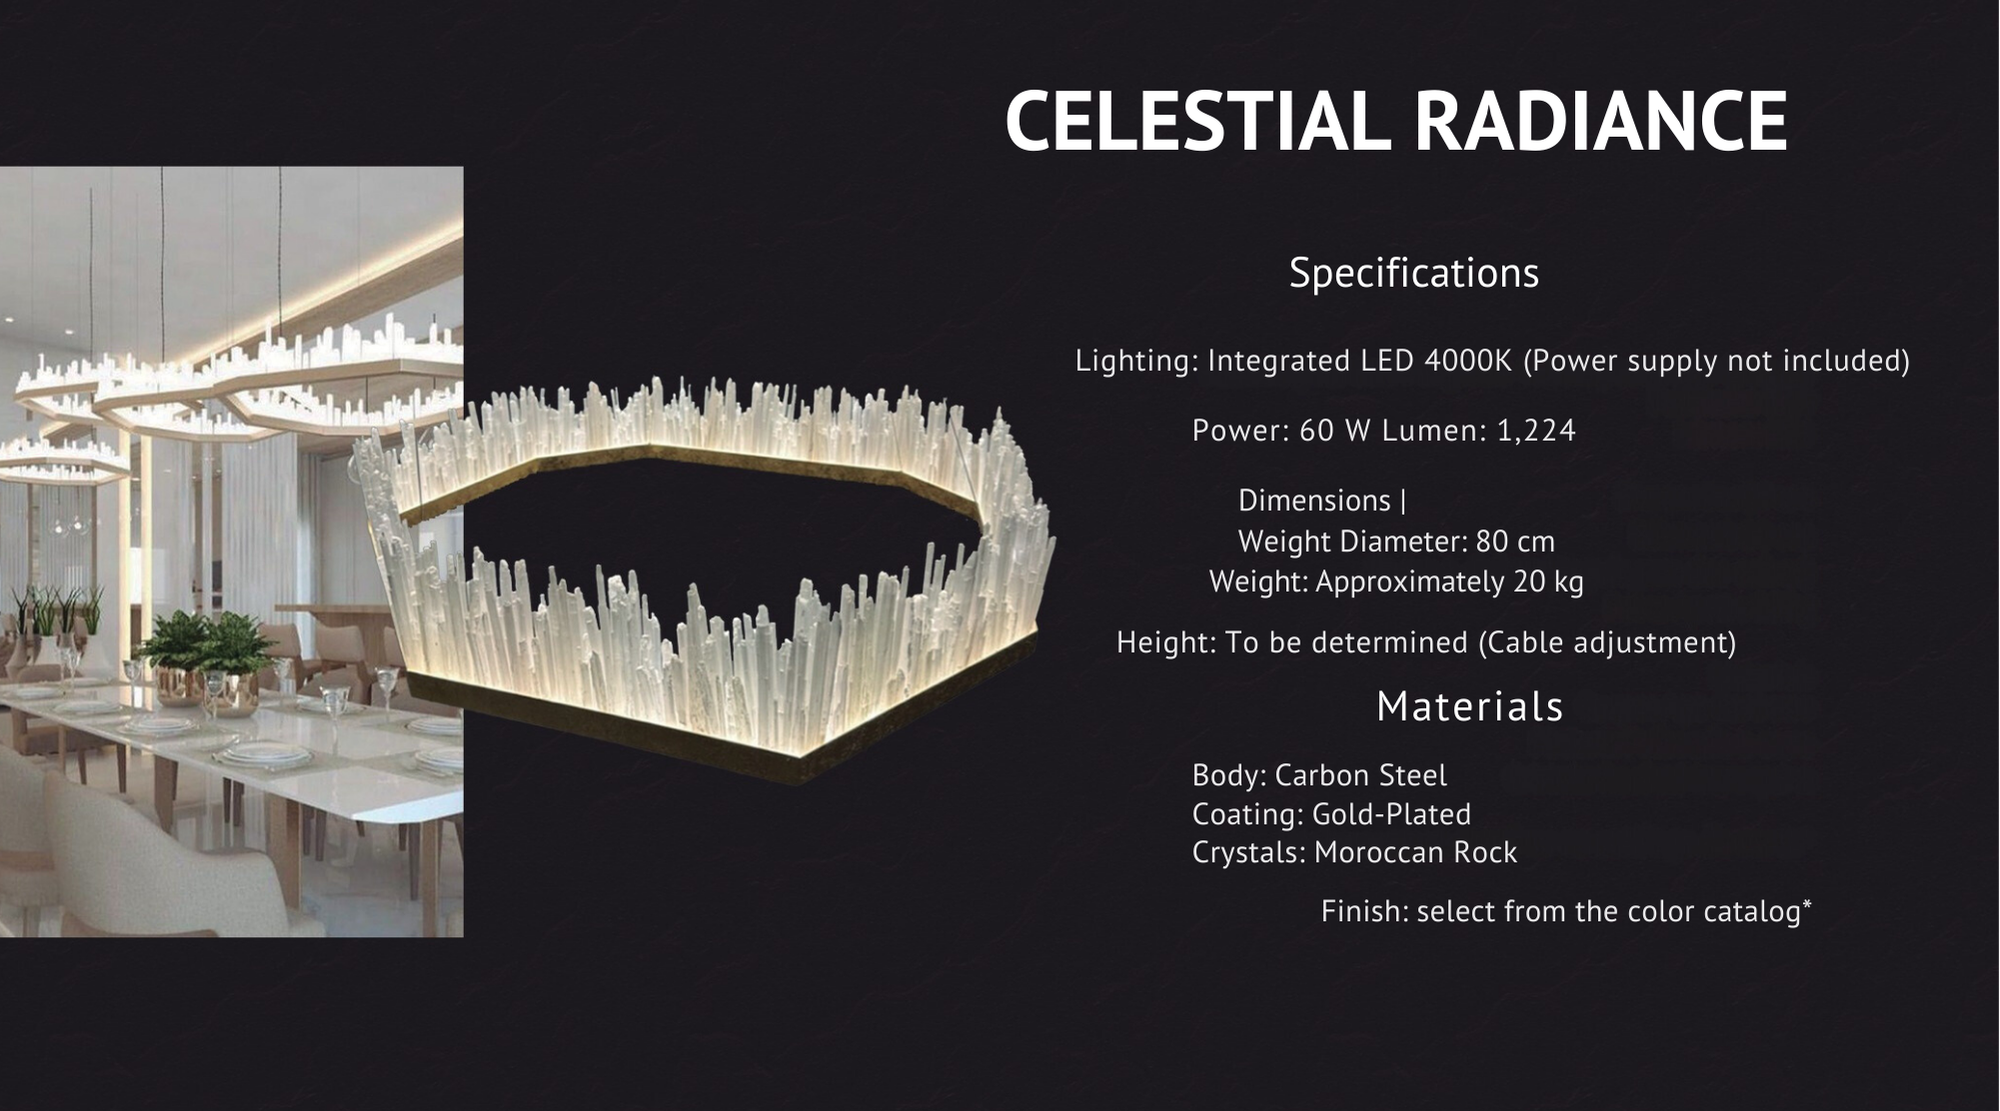 CELESTIAL RADIANCE
Specifications
Lighting: Integrated LED 4000K (Power supply not included)
Power: 60 W Lumen: 1,224
Dimensions |
Weight Diameter: 80 cm
Weight: Approximately 20 kg
Height: To be determined (Cable adjustment)
Materials
Body: Carbon Steel
Coating: Gold-Plated
Crystals: Moroccan Rock
Finish: select from the color catalog*